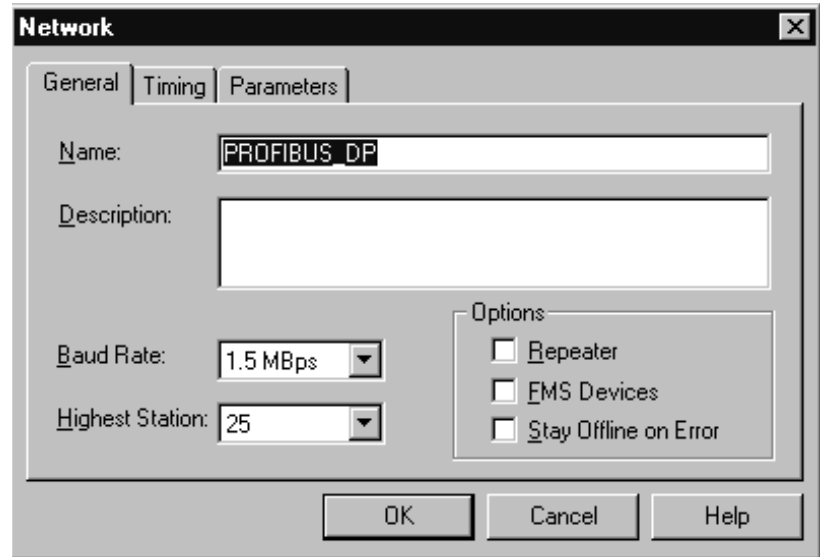 Network
General Timing Parameters
Name: PROFIBUS_DP
Description:
Options
Baud Rate: 1.5 MBps
Repeater
FMS Devices
Highest Station: 25
Stay Offline on Error
OK Cancel Help